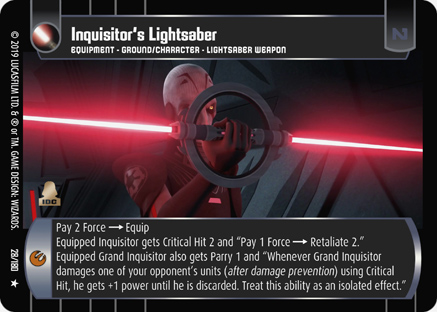 Inquisitor's Lightsaber
EQUIPMENT - GROUND/CHARACTER - LIGHTSABER WEAPON
N
© 2019 LUCASFILM LTD. & ® or TM. GAME DESIGN: WIZARDS.
IDC
Pay 2 Force → Equip
Equipped Inquisitor gets Critical Hit 2 and “Pay 1 Force → Retaliate 2.”
Equipped Grand Inquisitor also gets Parry 1 and “Whenever Grand Inquisitor
damages one of your opponent's units (after damage prevention) using Critical
Hit, he gets +1 power until he is discarded. Treat this ability as an isolated effect.”